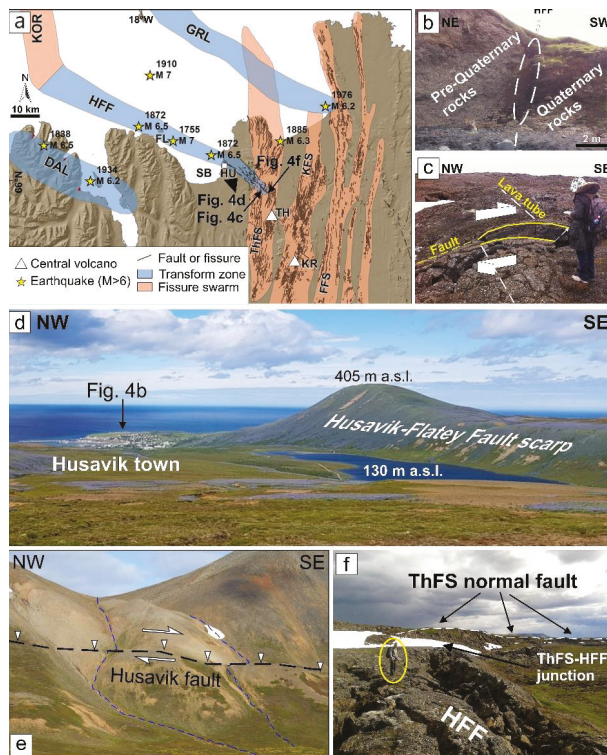 a
KOR
18°W
GRL
1910
M 7
N
10 km
HFF
1976
M 6.2
1872
M 6.5
1755
M 7
FL
1838
M 6.5
1872
M 6.5
1885
M 6.3
KFS
Fig. 4f
1934
M 6.2
DAL
66°N
SB
HU
Fig. 4d
Fig. 4c
TH
ThFS
KR
FFS
Central volcano
Earthquake (M>6)
Fault or fissure
Transform zone
Fissure swarm
b
NE
HFF
SW
Pre-Quaternary
rocks
Quaternary
rocks
2 m
c
NW
SE
Lava tube
Fault
d
NW
SE
405 m a.s.l.
Fig. 4b
Husavik-Flatey Fault scarp
Husavik town
130 m a.s.l.
NW
SE
Husavik fault
e
f
ThFS normal fault
ThFS-HFF
junction
HFF